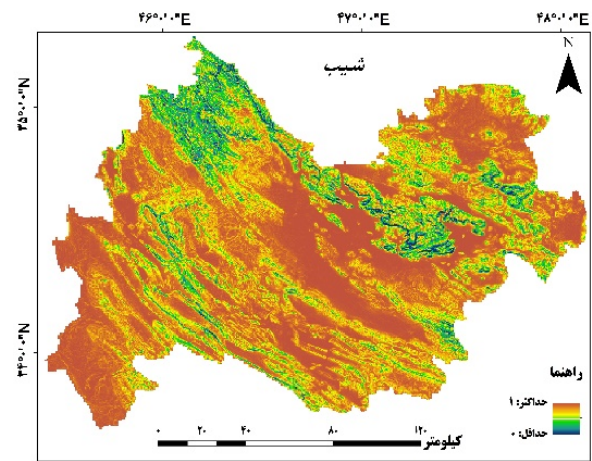 ۴۶°۰'۰"E ۴۷°۰'۰"E ۴۸°۰'۰"E
شیب
N
۳۵°۰'۰"N
۳۴°۰'۰"N
راهنما
حداکثر: ۱
حداقل: ۰
۰ ۲۰ ۴۰ ۸۰ ۱۲۰
کیلومتر